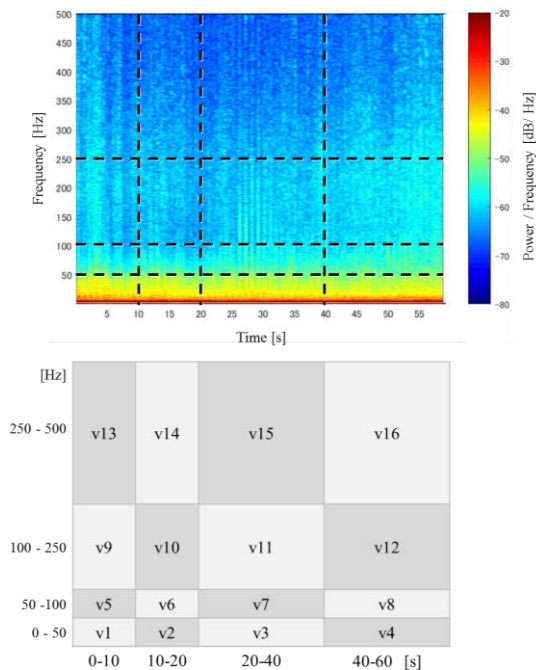 500
450
400
350
300
250
200
150
100
50
Frequency [Hz]
5 10 15 20 25 30 35 40 45 50 55
Time [s]
-20
-30
-40
-50
-60
-70
-80
Power / Frequency [dB/ Hz]
[Hz]
250 - 500 v13 v14 v15 v16
100 - 250 v9 v10 v11 v12
50 -100 v5 v6 v7 v8
0 - 50 v1 v2 v3 v4
0-10 10-20 20-40 40-60 [s]